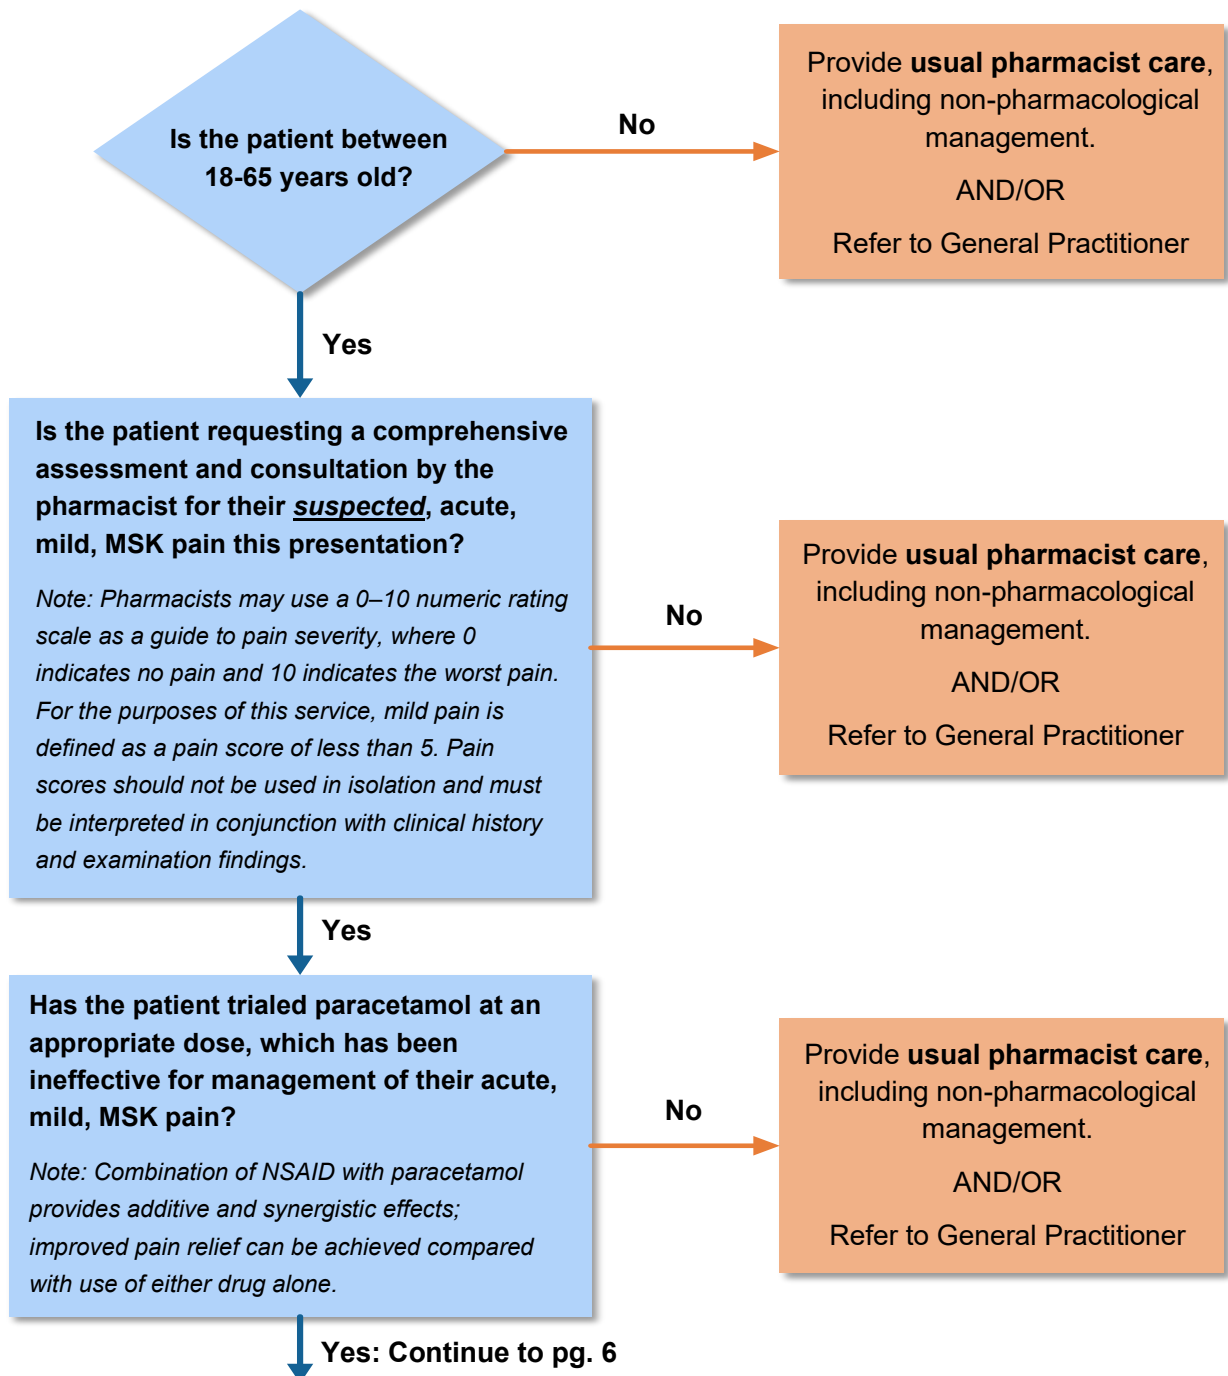 Is the patient between
18-65 years old?
No
Provide usual pharmacist care,
including non-pharmacological
management.
AND/OR
Refer to General Practitioner
Yes
Is the patient requesting a comprehensive
assessment and consultation by the
pharmacist for their suspected, acute,
mild, MSK pain this presentation?
Note: Pharmacists may use a 0–10 numeric rating
scale as a guide to pain severity, where 0
indicates no pain and 10 indicates the worst pain.
For the purposes of this service, mild pain is
defined as a pain score of less than 5. Pain
scores should not be used in isolation and must
be interpreted in conjunction with clinical history
and examination findings.
No
Provide usual pharmacist care,
including non-pharmacological
management.
AND/OR
Refer to General Practitioner
Yes
Has the patient trialed paracetamol at an
appropriate dose, which has been
ineffective for management of their acute,
mild, MSK pain?
Note: Combination of NSAID with paracetamol
provides additive and synergistic effects;
improved pain relief can be achieved compared
with use of either drug alone.
No
Provide usual pharmacist care,
including non-pharmacological
management.
AND/OR
Refer to General Practitioner
Yes: Continue to pg. 6